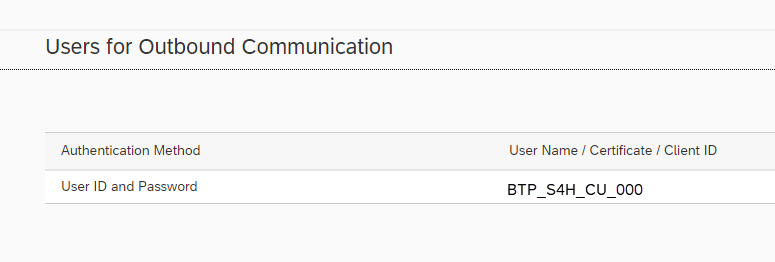 Users for Outbound Communication
Authentication Method User Name / Certificate / Client ID
User ID and Password BTP_S4H_CU_000